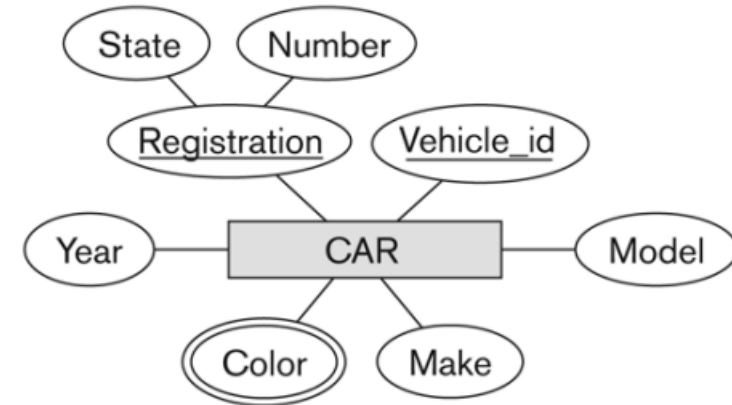 State
Number
Registration
Vehicle_id
Year
CAR
Model
Color
Make